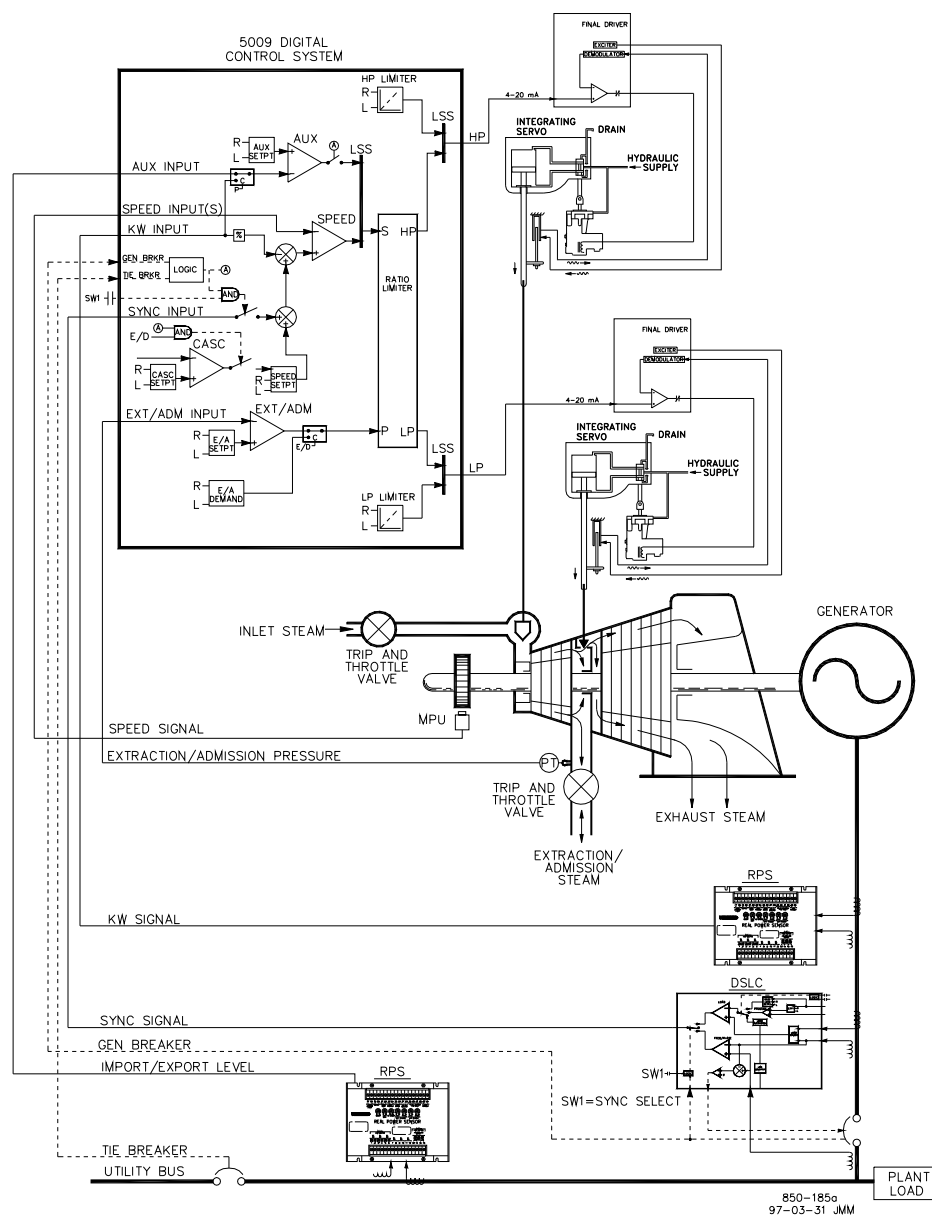 5009 DIGITAL
CONTROL SYSTEM
FINAL DRIVER
EXCITER
DEMODULATOR
4-20 mA
INTEGRATING
SERVO
DRAIN
HYDRAULIC
SUPPLY
HP LIMITER
R
L
LSS
HP
AUX
A
R
L
AUX
SETPT
LSS
AUX INPUT
C
P
SPEED INPUT(S)
SPEED
KW INPUT
%
S HP
GEN BRKR
TIE BRKR
LOGIC
A
RATIO
LIMITER
SW1
AND
SYNC INPUT
A
E/D
AND
CASC
R
L
CASC
SETPT
R
L
SPEED
SETPT
EXT/ADM INPUT
EXT/ADM
R
L
E/A
SETPT
C
E/D
P LP
LSS
LP
R
L
E/A
DEMAND
LP LIMITER
R
L
FINAL DRIVER
EXCITER
DEMODULATOR
4-20 mA
INTEGRATING
SERVO
DRAIN
HYDRAULIC
SUPPLY
INLET STEAM
TRIP AND
THROTTLE
VALVE
GENERATOR
MPU
SPEED SIGNAL
EXTRACTION/ADMISSION PRESSURE
PT
TRIP AND
THROTTLE
VALVE
EXHAUST STEAM
EXTRACTION/
ADMISSION
STEAM
RPS
REAL POWER SENSOR
KW SIGNAL
DSLC
SYNC SIGNAL
GEN BREAKER
SW1
SW1=SYNC SELECT
IMPORT/EXPORT LEVEL
RPS
REAL POWER SENSOR
TIE BREAKER
UTILITY BUS
PLANT
LOAD
850-185a
97-03-31 JMM